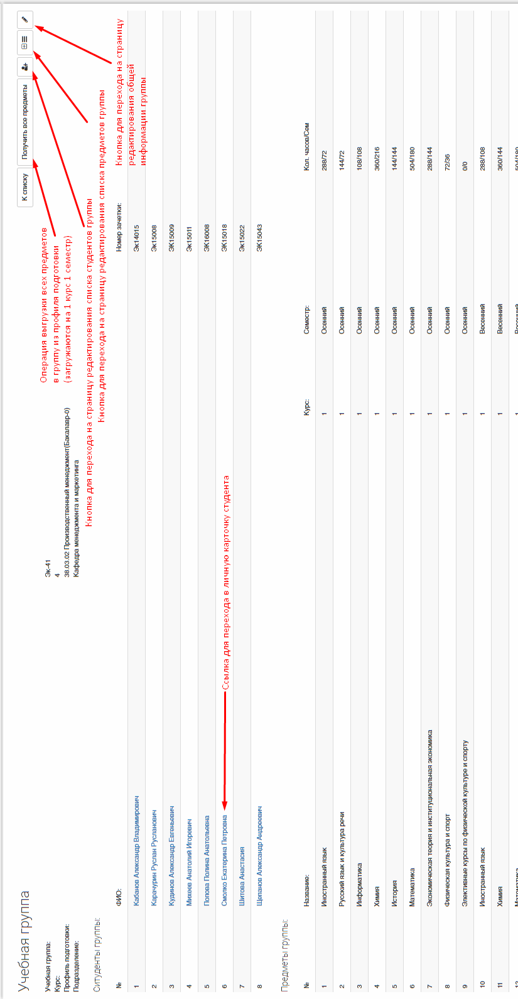 Учебная группа
К списку
Получить все предметы
Учебная группа: Эк-41
Курс: 4
Профиль подготовки: 38.03.02 Производственный менеджмент(Бакалавр-0)
Подразделение: Кафедра менеджмента и маркетинга
Операция выгрузки всех предметов
в группу из профиля подготовки
(загружаются на 1 курс 1 семестр)
Кнопка для перехода на страницу редактирования списка студентов группы
Кнопка для перехода на страницу редактирования списка предметов группы
Кнопка для перехода на страницу
редактирования общей
информации группы
Ситуденты группы:
№ ФИО: Номер зачетки:
1 Кабанов Александр Владимирович Эк14015
2 Карачурин Руслан Русланович Эк15008
3 Кудинов Александр Евгеньевич ЭК15009
4 Михеев Анатолий Игоревич Эк15011
5 Попова Полина Анатольевна ЭК16008
6 Смолко Екатерина Петровна ЭК15018
7 Шитова Анастасия Эк15022
8 Щепанов Александр Андреевич ЭК15043
Ссылка для перехода в личную карточку студента
Предметы группы:
№ Название: Курс: Семестр: Кол. часов/Сем
1 Иностранный язык 1 Осенний 288/72
2 Русский язык и культура речи 1 Осенний 144/72
3 Информатика 1 Осенний 108/108
4 Химия 1 Осенний 360/216
5 История 1 Осенний 144/144
6 Математика 1 Осенний 504/180
7 Экономическая теория и институциональная экономика 1 Осенний 288/144
8 Физическая культура и спорт 1 Осенний 72/36
9 Элективные курсы по физической культуре и спорту 1 Осенний 0/0
10 Иностранный язык 1 Весенний 288/108
11 Химия 1 Весенний 360/144
12 Математика 1 Весенний 504/180